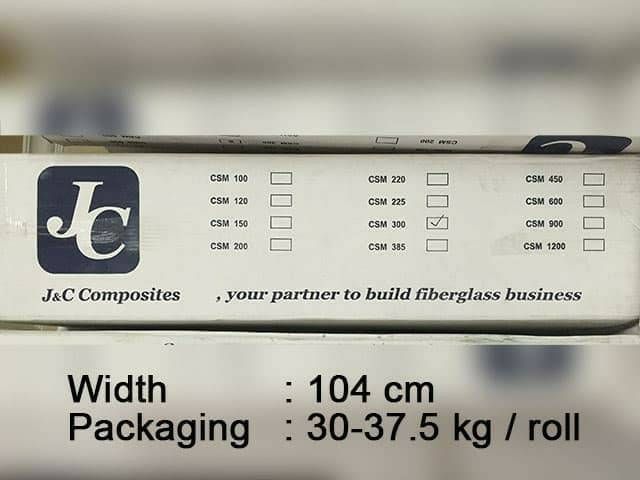 CSM 200
JC
CSM 100 CSM 220 CSM 450
CSM 120 CSM 225 CSM 600
CSM 150 CSM 300 CSM 900
CSM 200 CSM 385 CSM 1200
J&C Composites , your partner to build fiberglass business
Width : 104 cm
Packaging : 30-37.5 kg / roll